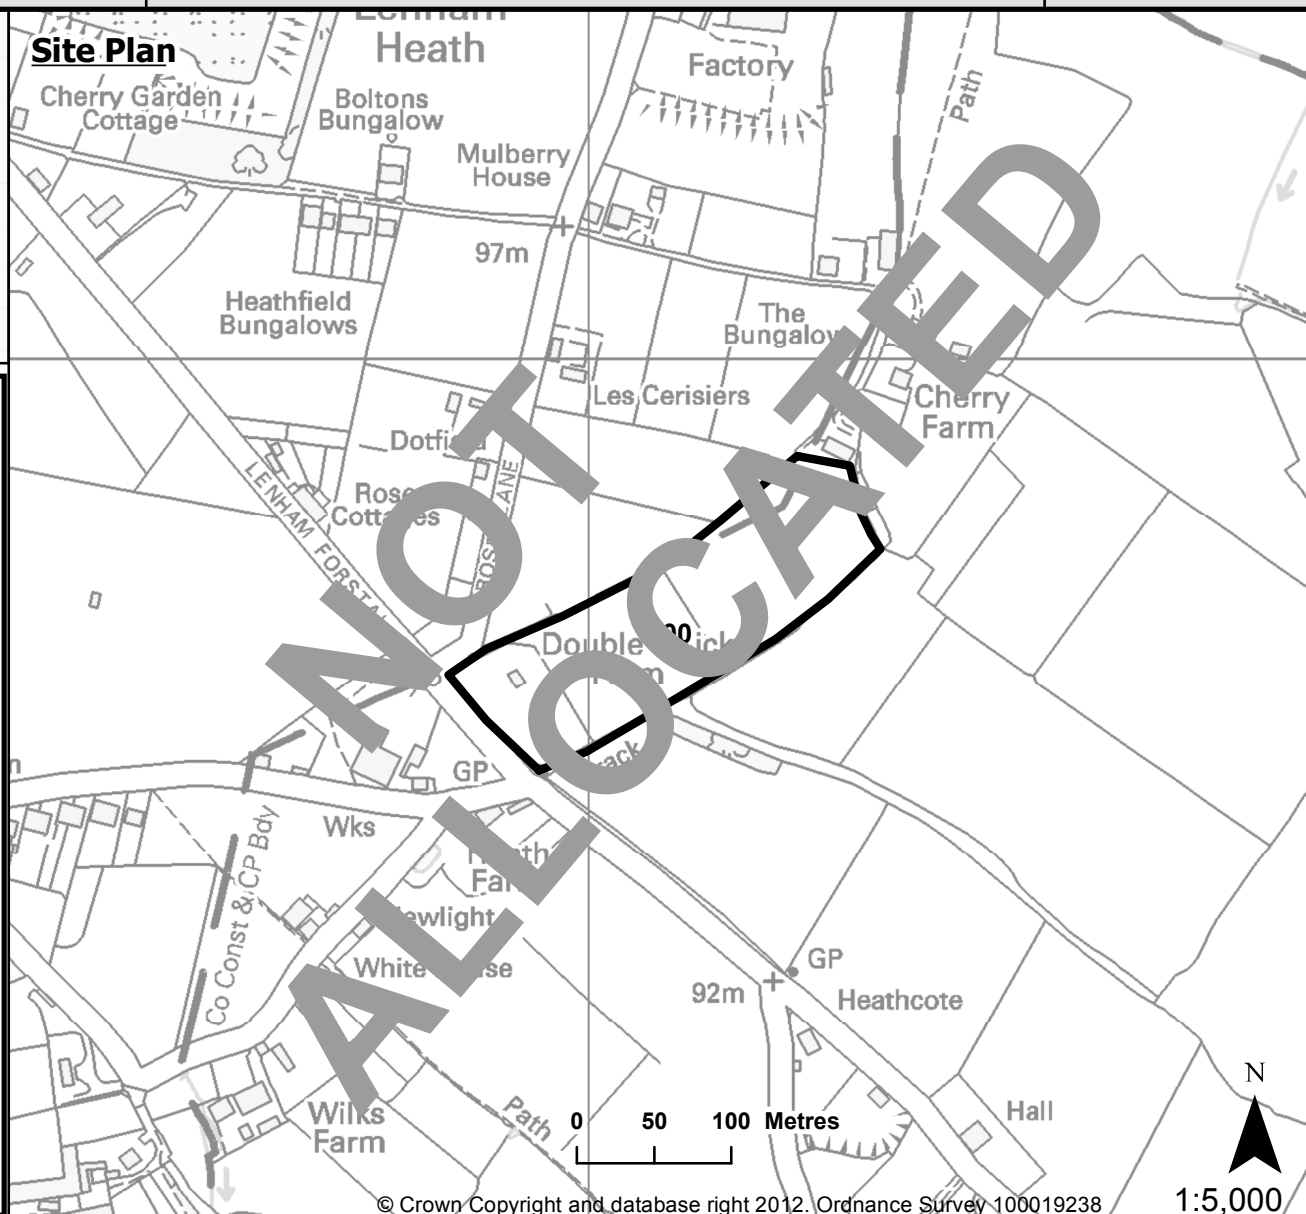 Site Plan
Heath
Cherry Garden
Cottage
Boltons
Bungalow
Factory
Path
Mulberry
House
97m
Heathfield
Bungalows
The
Les Cerisiers
Cherry
Farm
Cottages
LENHAM FORSTAL
NOT
ALLOCATED
Double
GP
Wks
Co Const & CP Bdy
White
92m
GP
Heathcote
Wilks
Farm
Path
Hall
0 50 100 Metres
N
1:5,000
© Crown Copyright and database right 2012. Ordnance Survey 100019238